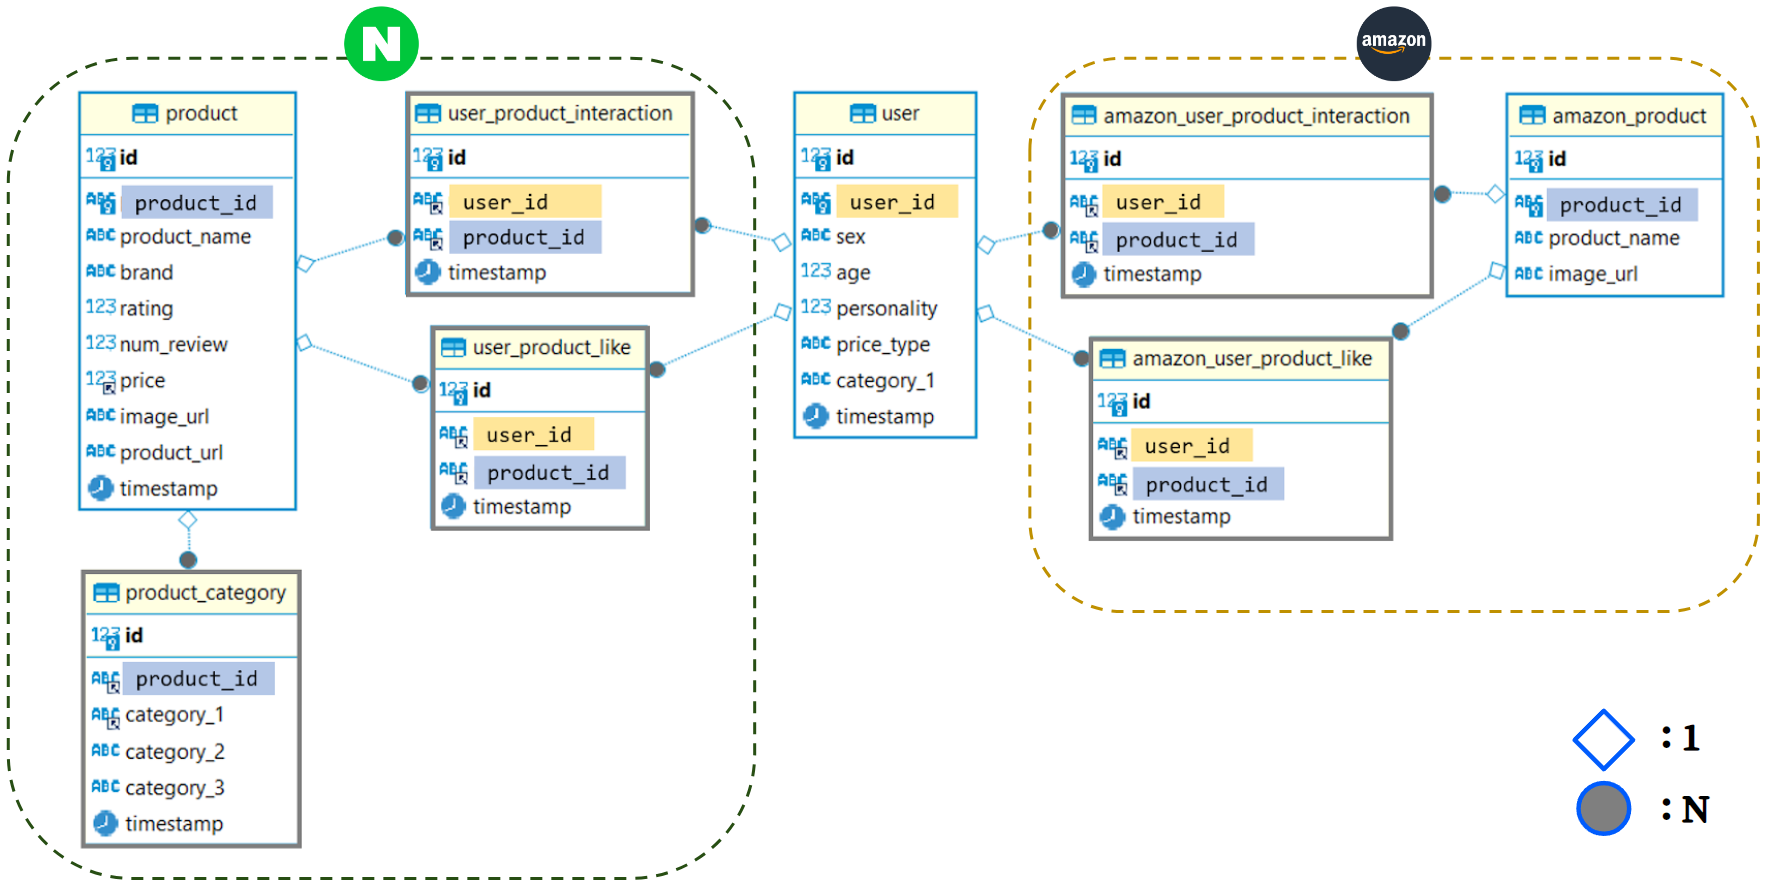 N
amazon
product
123 id
ABC product_id
ABC product_name
ABC brand
123 rating
123 num_review
123 price
ABC image_url
ABC product_url
timestamp
user_product_interaction
123 id
ABC user_id
ABC product_id
timestamp
user_product_like
123 id
ABC user_id
ABC product_id
timestamp
product_category
123 id
ABC product_id
ABC category_1
ABC category_2
ABC category_3
timestamp
user
123 id
ABC user_id
ABC sex
123 age
123 personality
ABC price_type
ABC category_1
timestamp
amazon_user_product_interaction
123 id
ABC user_id
ABC product_id
timestamp
amazon_user_product_like
123 id
ABC user_id
ABC product_id
timestamp
amazon_product
123 id
ABC product_id
ABC product_name
ABC image_url
: 1
: N